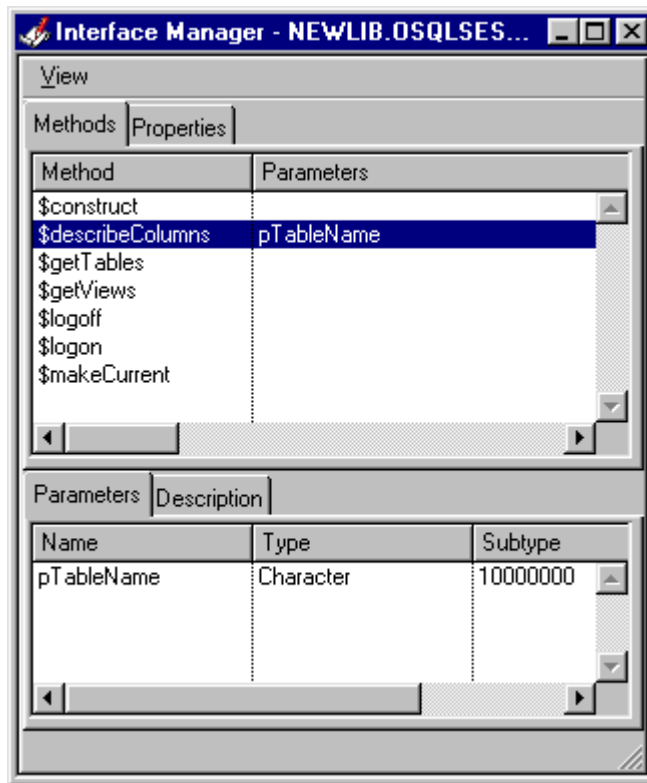 Interface Manager - NEWLIB.OSQLSES...
View
Methods Properties
Method Parameters
$construct
$describeColumns pTableName
$getTables
$getViews
$logoff
$logon
$makeCurrent
Parameters Description
Name Type Subtype
pTableName Character 10000000